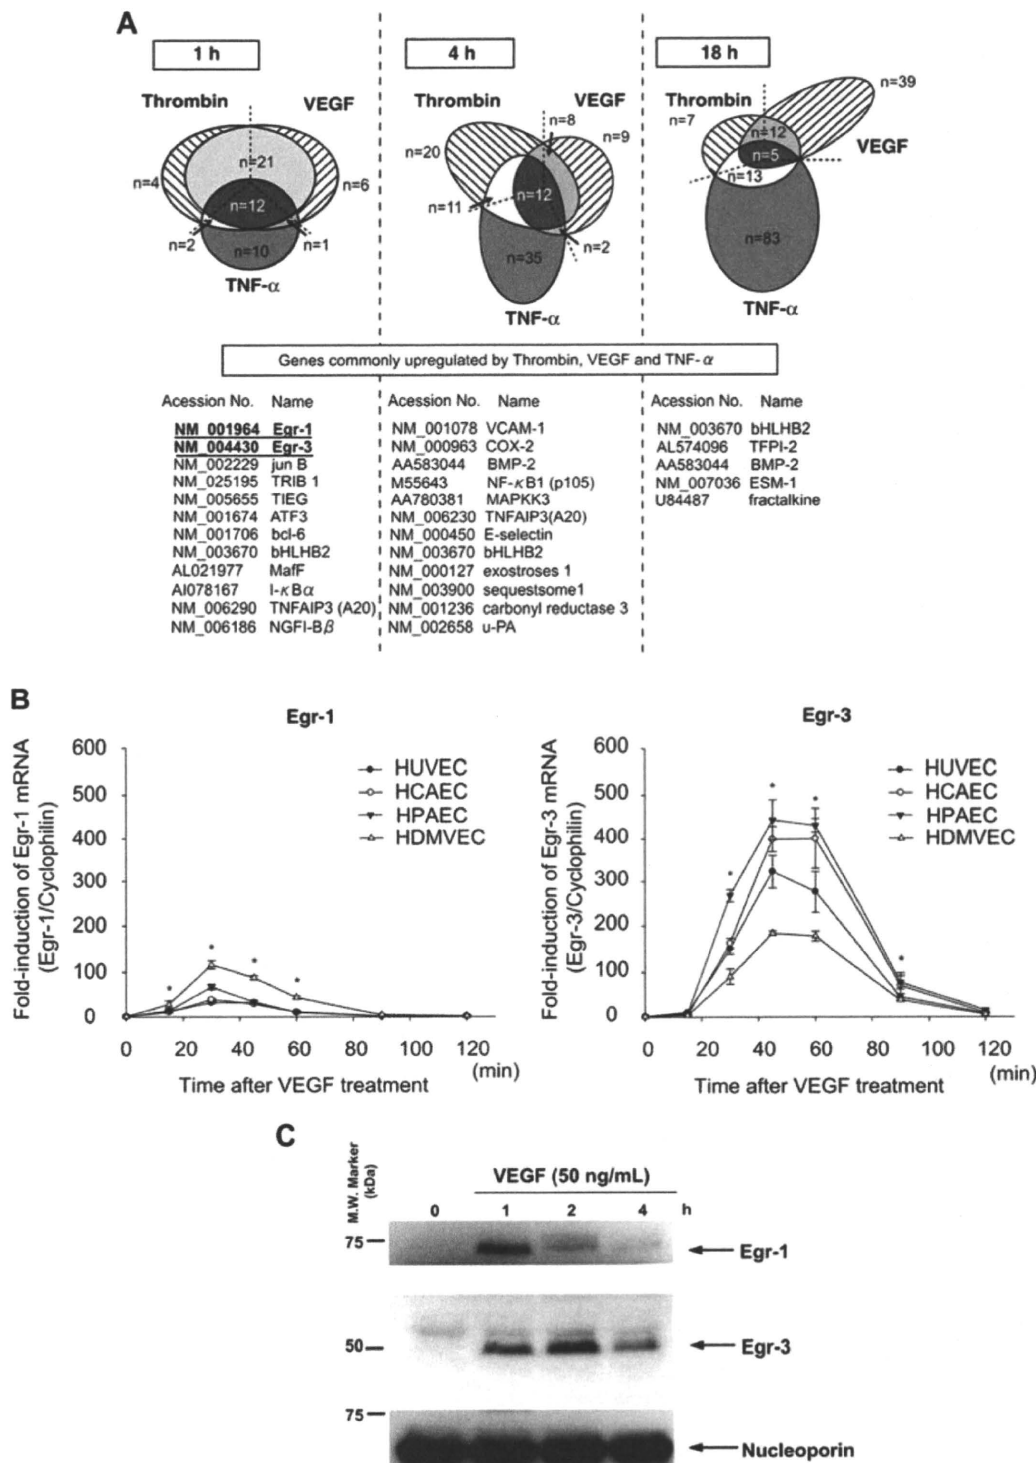 A
1 h
4 h
18 h
Thrombin VEGF
n=21
n=4
n=6
n=12
n=2
n=10
n=1
TNF-α
Thrombin VEGF
n=8
n=9
n=20
n=12
n=11
n=2
n=35
TNF-α
n=39
Thrombin
n=7
n=12
VEGF
n=5
n=13
n=83
TNF-α
Genes commonly upregulated by Thrombin, VEGF and TNF-α
Acession No. Name
NM_001964 Egr-1
NM_004430 Egr-3
NM_002229 jun B
NM_025195 TRIB 1
NM_005655 TIEG
NM_001674 ATF3
NM_001706 bcl-6
NM_003670 bHLHB2
AL021977 MafF
AI078167 I-κBα
NM_006290 TNFAIP3 (A20)
NM_006186 NGFI-Bβ
Acession No. Name
NM_001078 VCAM-1
NM_000963 COX-2
AA583044 BMP-2
M55643 NF-κB1 (p105)
AA780381 MAPKK3
NM_006230 TNFAIP3(A20)
NM_000450 E-selectin
NM_003670 bHLHB2
NM_000127 exostroses 1
NM_003900 sequestsome1
NM_001236 carbonyl reductase 3
NM_002658 u-PA
Acession No. Name
NM_003670 bHLHB2
AL574096 TFPI-2
AA583044 BMP-2
NM_007036 ESM-1
U84487 fractalkine
B
Egr-1
Fold-induction of Egr-1 mRNA
(Egr-1/Cyclophilin)
600
500
400
300
200
100
0
HUVEC
HCAEC
HPAEC
HDMVEC
* * * *
0 20 40 60 80 100 120
(min)
Time after VEGF treatment
Egr-3
Fold-induction of Egr-3 mRNA
(Egr-3/Cyclophilin)
600
500
400
300
200
100
0
HUVEC
HCAEC
HPAEC
HDMVEC
* * * *
0 20 40 60 80 100 120
(min)
Time after VEGF treatment
C
M.W. Marker
(kDa)
VEGF (50 ng/mL)
0 1 2 4 h
75
Egr-1
50
Egr-3
75
Nucleoporin